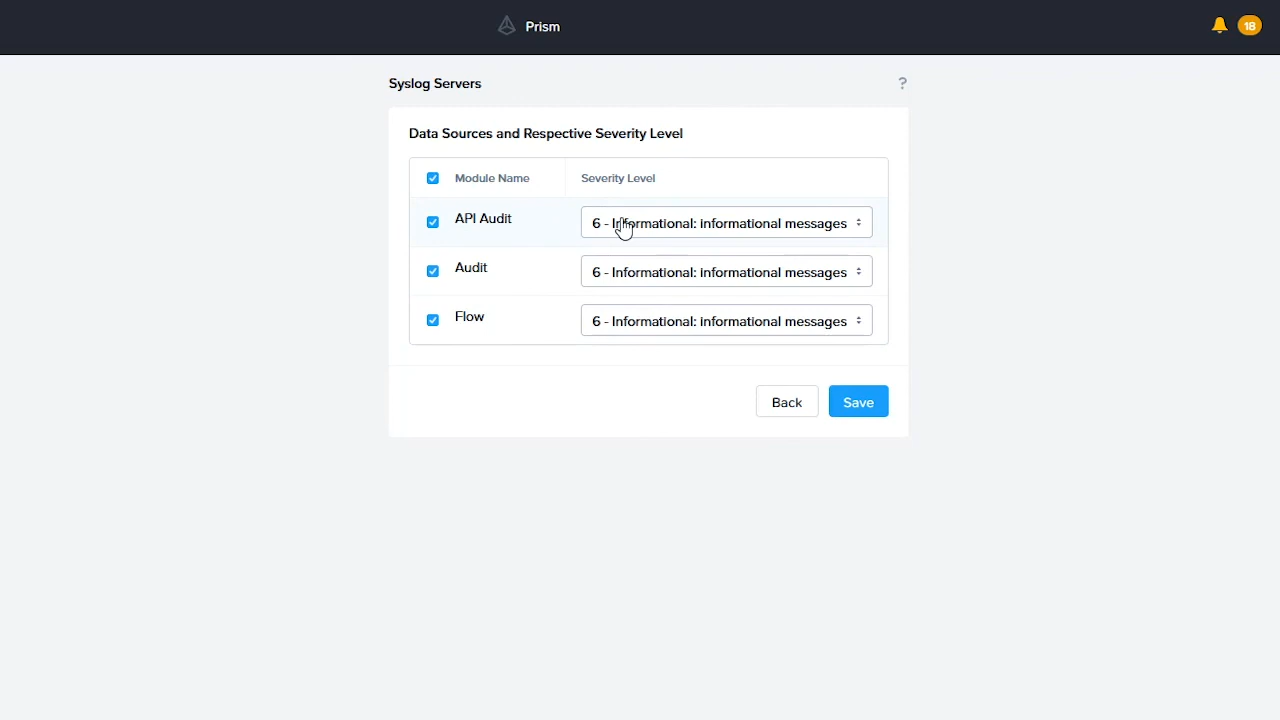 Prism
18
Syslog Servers
?
Data Sources and Respective Severity Level
Module Name Severity Level
API Audit 6 - Informational: informational messages
Audit 6 - Informational: informational messages
Flow 6 - Informational: informational messages
Back Save